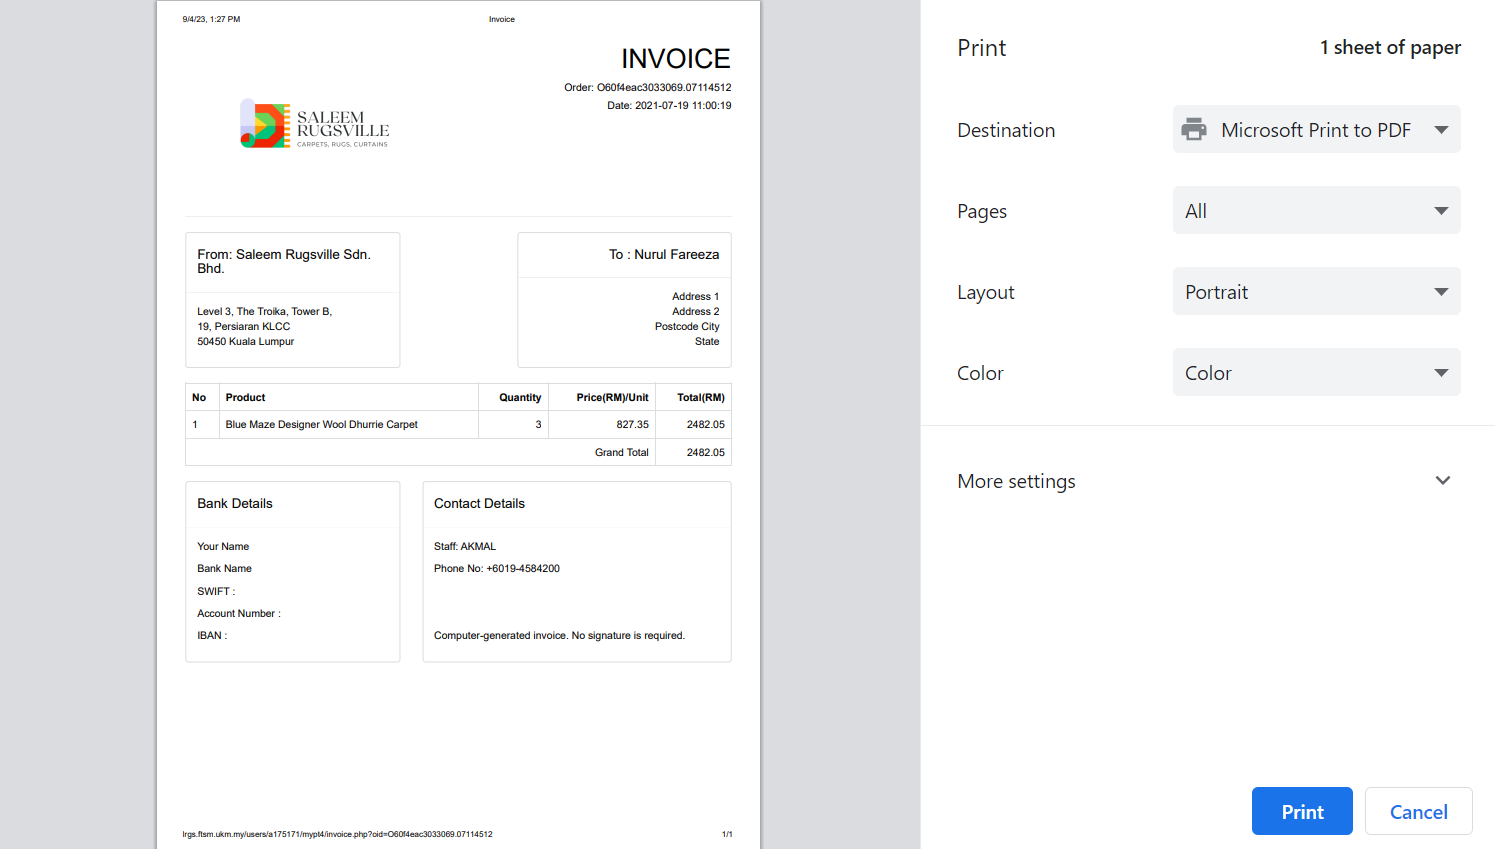 9/4/23, 1:27 PM
Invoice
INVOICE
Order: O60f4eac3033069.07114512
Date: 2021-07-19 11:00:19
SALEEM
RUGSVILLE
CARPETS, RUGS, CURTAINS
From: Saleem Rugsville Sdn.
Bhd.
Level 3, The Troika, Tower B,
19, Persiaran KLCC
50450 Kuala Lumpur
To : Nurul Fareeza
Address 1
Address 2
Postcode City
State
No Product Quantity Price(RM)/Unit Total(RM)
1 Blue Maze Designer Wool Dhurrie Carpet 3 827.35 2482.05
Grand Total 2482.05
Bank Details
Your Name
Bank Name
SWIFT :
Account Number :
IBAN :
Contact Details
Staff: AKMAL
Phone No: +6019-4584200
Computer-generated invoice. No signature is required.
lrgs.ftsm.ukm.my/users/a175171/mypt4/invoice.php?oid=O60f4eac3033069.07114512
1/1
Print
1 sheet of paper
Destination
Microsoft Print to PDF
Pages
All
Layout
Portrait
Color
Color
More settings
Print
Cancel